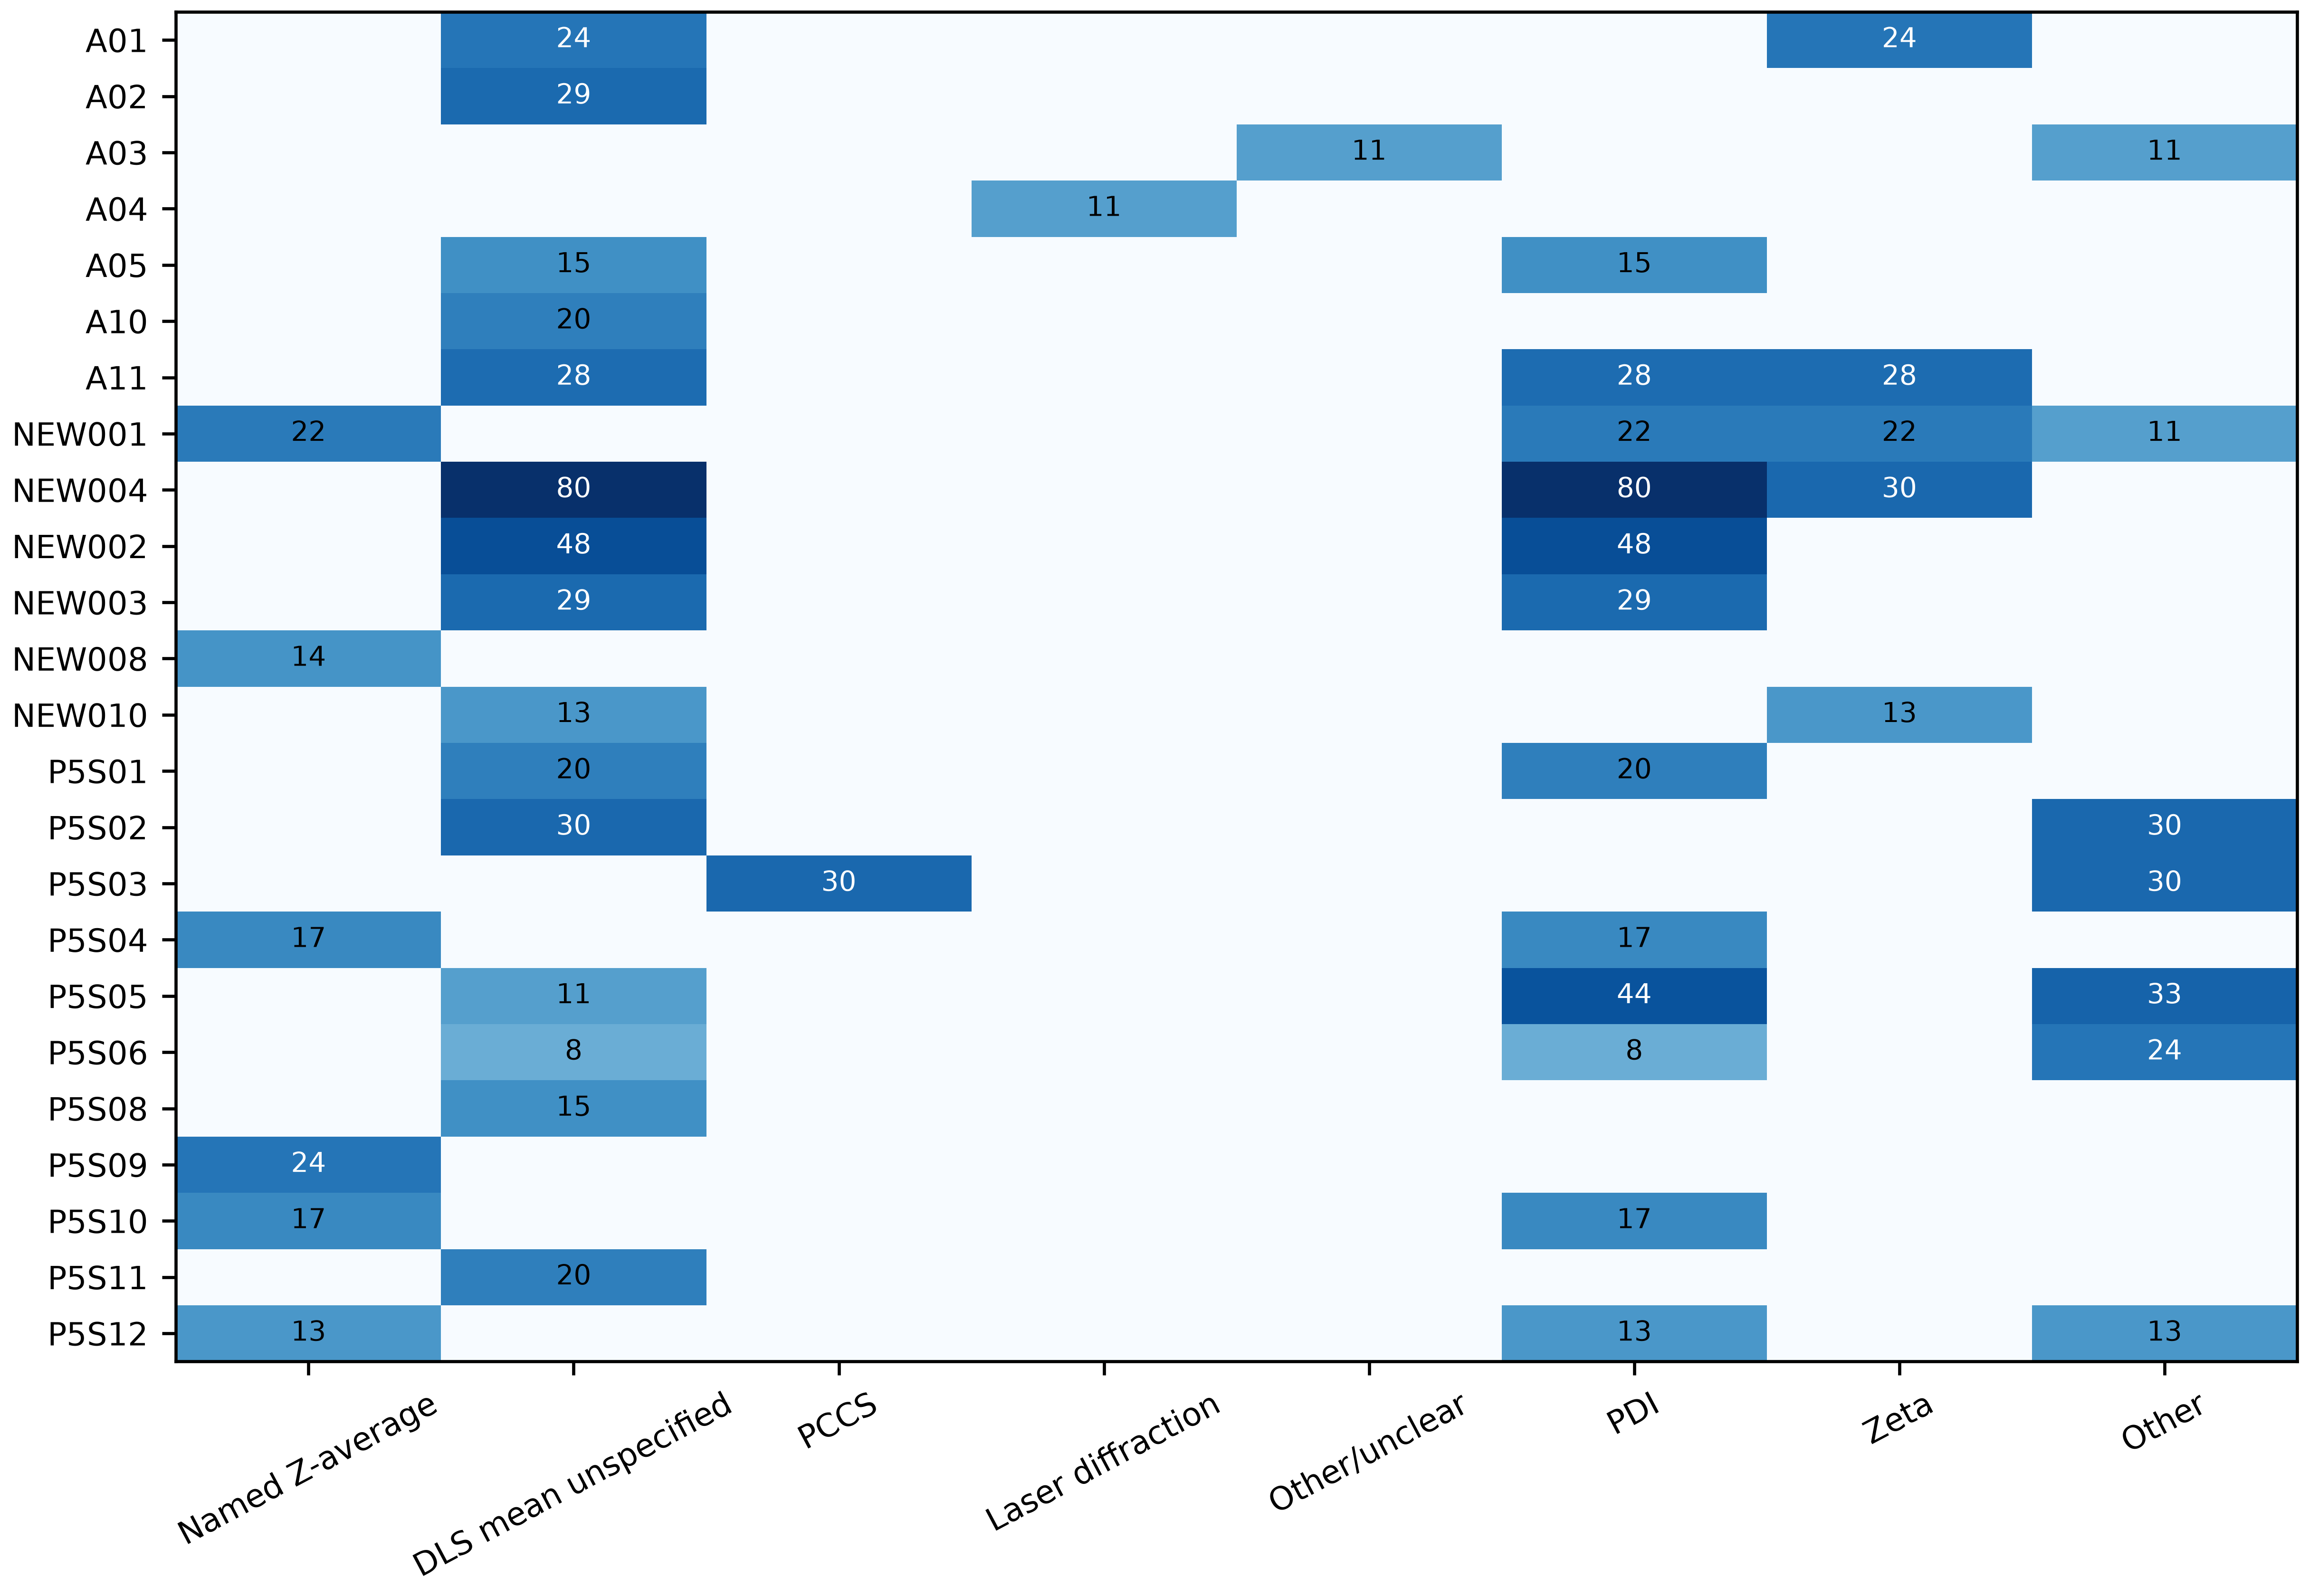 A01 24 24
A02 29
A03 11 11
A04 11
A05 15 15
A10 20
A11 28 28 28
NEW001 22 22 22 11
NEW004 80 80 30
NEW002 48 48
NEW003 29 29
NEW008 14
NEW010 13 13
P5S01 20 20
P5S02 30 30
P5S03 30 30
P5S04 17 17
P5S05 11 44 33
P5S06 8 8 24
P5S08 15
P5S09 24
P5S10 17 17
P5S11 20
P5S12 13 13 13
Named Z-average
DLS mean unspecified
PCCS
Laser diffraction
Other/unclear
PDI
Zeta
Other